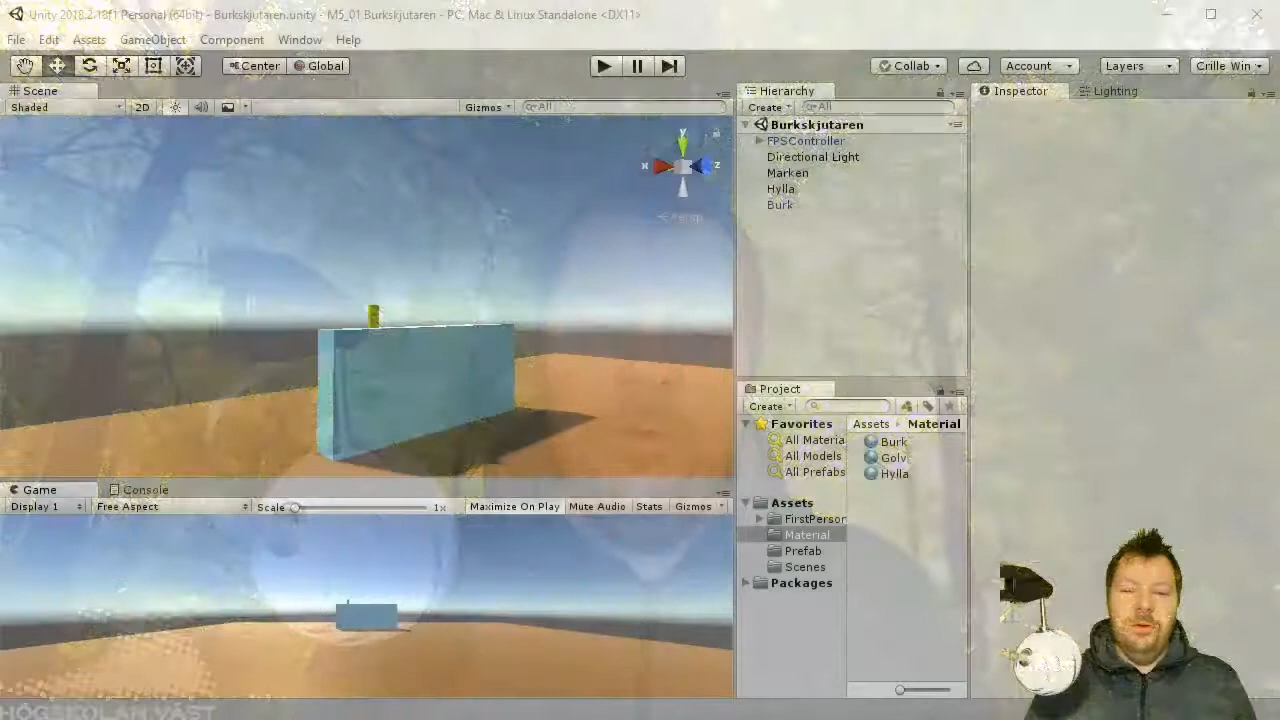 Unity 2018.2.18f1 Personal (64bit) - Burkskjutaren.unity - M5_01 Burkskjutaren - PC, Mac & Linux Standalone <DX11>
File Edit Assets GameObject Component Window Help
Center Global Collab Account Layers Crille Win
Scene Hierarchy Inspector Lighting
Shaded 2D Gizmos All Create All
Burkskjutaren
FPSController
Directional Light
Marken
Hylla
Burk
y
x z
Persp
Project
Create
Favorites Assets Material
All Materia Burk
All Models Golv
All Prefabs Hylla
Game Console
Display 1 Free Aspect Scale 1x Maximize On Play Mute Audio Stats Gizmos
Assets
FirstPerson
Material
Prefab
Scenes
Packages
HÖGSKOLAN VÄST